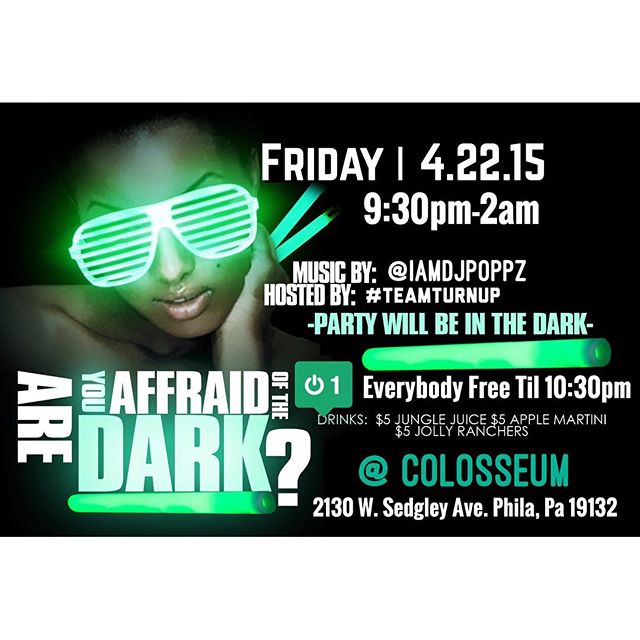 FRIDAY | 4.22.15
9:30pm-2am
MUSIC BY: @IAMDJPOPPZ
HOSTED BY: #TEAMTURNUP
-PARTY WILL BE IN THE DARK-
1
Everybody Free Til 10:30pm
DRINKS: $5 JUNGLE JUICE $5 APPLE MARTINI
$5 JOLLY RANCHERS
@ COLOSSEUM
2130 W. Sedgley Ave. Phila, Pa 19132
ARE
YOU
AFFRAID
OF THE
DARK?